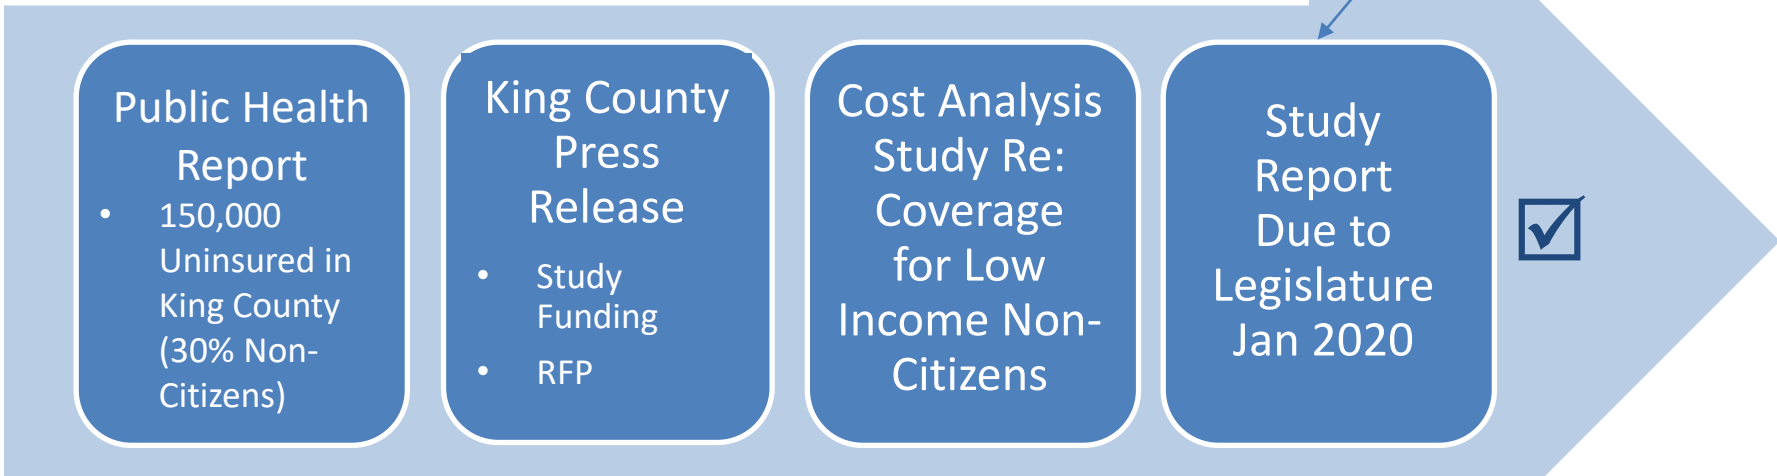 Public Health
Report
• 150,000
Uninsured in
King County
(30% Non-
Citizens)
King County
Press
Release
• Study
Funding
• RFP
Cost Analysis
Study Re:
Coverage
for Low
Income Non-
Citizens
Study
Report
Due to
Legislature
Jan 2020